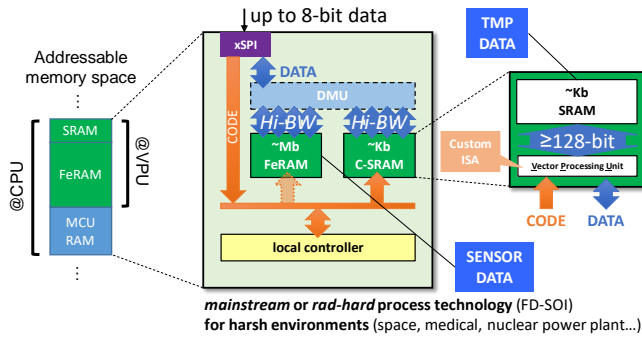 up to 8-bit data
Addressable
memory space
SRAM
FeRAM
MCU
RAM
⋮
⋮
@CPU
@VPU
xSPI
CODE
DATA
DMU
Hi-BW
Hi-BW
~Mb
FeRAM
~Kb
C-SRAM
local controller
TMP
DATA
~Kb
SRAM
≥128-bit
Custom
ISA
Vector Processing Unit
CODE
DATA
SENSOR
DATA
mainstream or rad-hard process technology (FD-SOI)
for harsh environments (space, medical, nuclear power plant…)